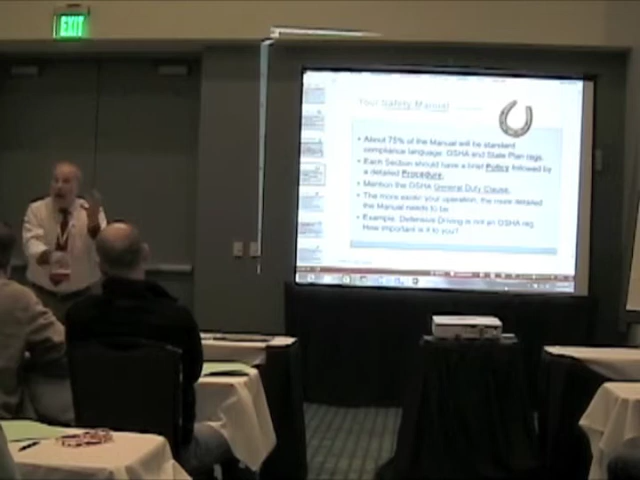 EXIT
Your Safety Manual
• About 75% of the Manual will be standard
compliance language. OSHA and State Plan regs.
• Each Section should have a brief Policy followed by
a detailed Procedure.
• Mention the OSHA General Duty Clause.
• The more exotic your operation, the more detailed
the Manual needs to be.
• Example: Defensive Driving is not an OSHA reg.
How important is it to you?